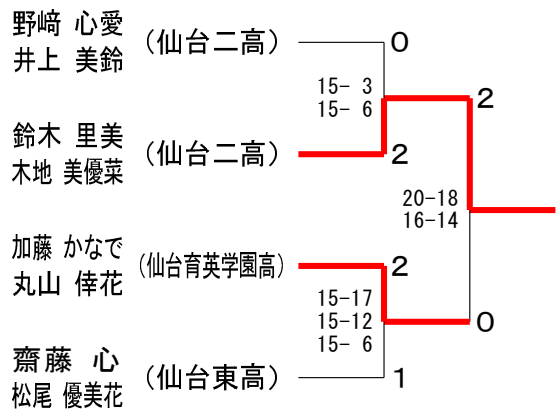 野﨑 心愛
井上 美鈴
(仙台二高)
0
15- 3
15- 6
2
鈴木 里美
木地 美優菜
(仙台二高)
2
20-18
16-14
加藤 かなで
丸山 倖花
(仙台育英学園高)
2
15-17
15-12
15- 6
0
齋藤 心
松尾 優美花
(仙台東高)
1